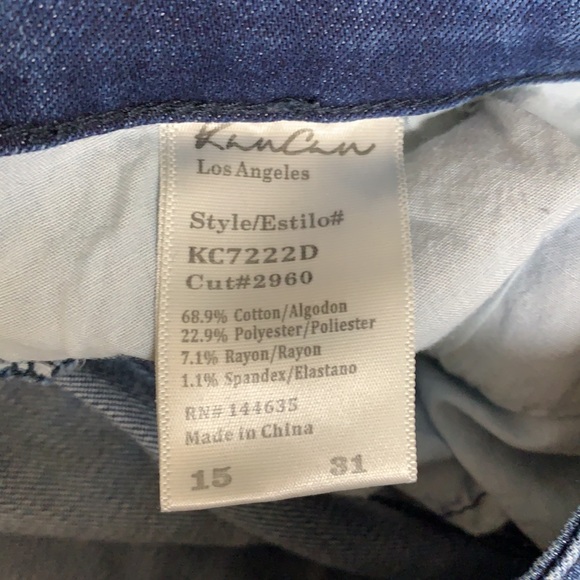 KanCan
Los Angeles
Style/Estilo#
KC7222D
Cut#2960
68.9% Cotton/Algodon
22.9% Polyester/Poliester
7.1% Rayon/Rayon
1.1% Spandex/Elastano
RN# 144635
Made in China
15 31